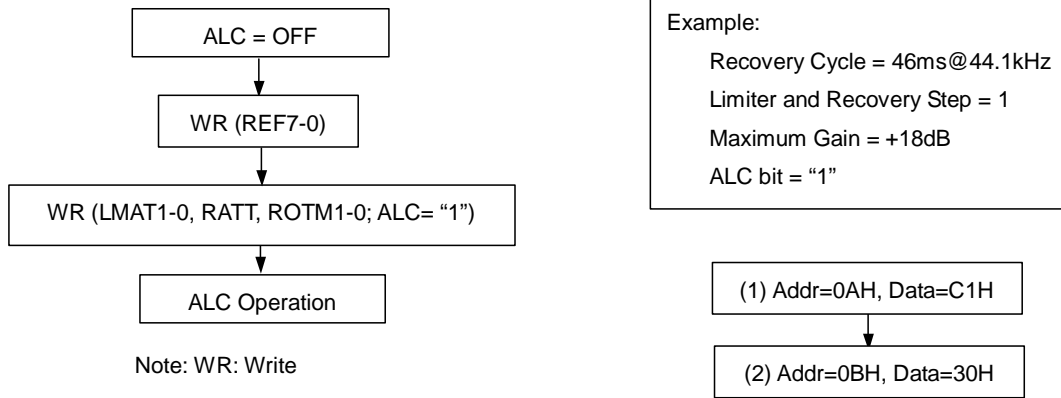 ALC = OFF
WR (REF7-0)
WR (LMAT1-0, RATT, ROTM1-0; ALC= “1”)
ALC Operation
Note: WR: Write
Example:
Recovery Cycle = 46ms@44.1kHz
Limiter and Recovery Step = 1
Maximum Gain = +18dB
ALC bit = “1”
(1) Addr=0AH, Data=C1H
(2) Addr=0BH, Data=30H